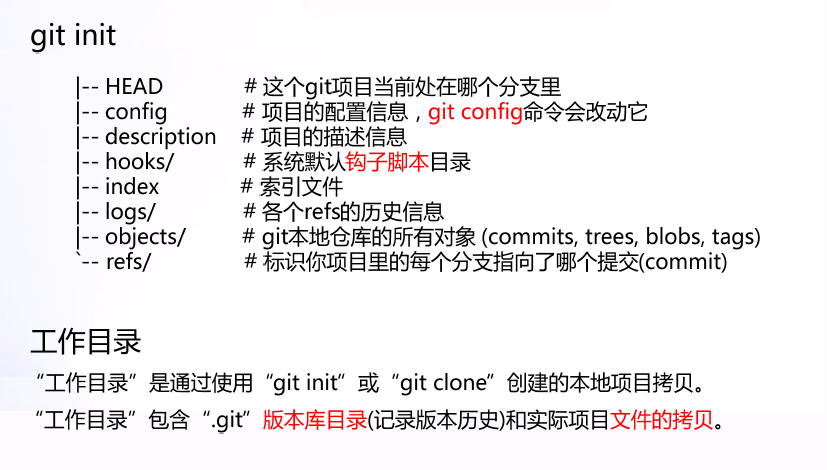 git init
|-- HEAD # 这个git项目当前处在哪个分支里
|-- config # 项目的配置信息，git config命令会改动它
|-- description # 项目的描述信息
|-- hooks/ # 系统默认钩子脚本目录
|-- index # 索引文件
|-- logs/ # 各个refs的历史信息
|-- objects/ # git本地仓库的所有对象 (commits, trees, blobs, tags)
`-- refs/ # 标识你项目里的每个分支指向了哪个提交(commit)
工作目录
“工作目录”是通过使用“git init”或“git clone”创建的本地项目拷贝。
“工作目录”包含“.git”版本库目录(记录版本历史)和实际项目文件的拷贝。